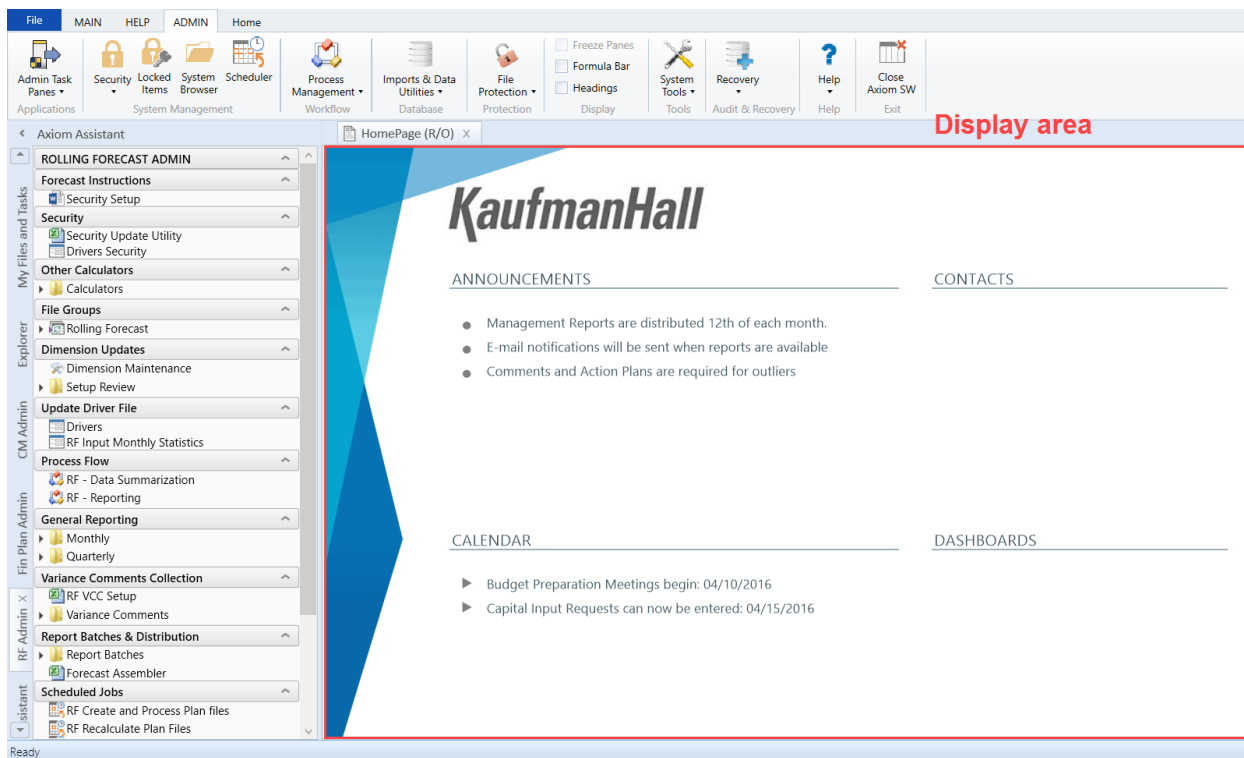 File MAIN HELP ADMIN Home
Admin Task Panes
Security
Locked Items
System Browser
Scheduler
Process Management
Imports & Data Utilities
File Protection
Freeze Panes
Formula Bar
Headings
System Tools
Recovery
Help
Close Axiom SW
Applications System Management Workflow Database Protection Display Tools Audit & Recovery Help Exit
Axiom Assistant
HomePage (R/O) X
Display area
My Files and Tasks
Explorer
CM Admin
Fin Plan Admin
RF Admin X
sistant
ROLLING FORECAST ADMIN
Forecast Instructions
Security Setup
Security
Security Update Utility
Drivers Security
Other Calculators
Calculators
File Groups
Rolling Forecast
Dimension Updates
Dimension Maintenance
Setup Review
Update Driver File
Drivers
RF Input Monthly Statistics
Process Flow
RF - Data Summarization
RF - Reporting
General Reporting
Monthly
Quarterly
Variance Comments Collection
RF VCC Setup
Variance Comments
Report Batches & Distribution
Report Batches
Forecast Assembler
Scheduled Jobs
RF Create and Process Plan files
RF Recalculate Plan Files
KaufmanHall
ANNOUNCEMENTS
Management Reports are distributed 12th of each month.
E-mail notifications will be sent when reports are available
Comments and Action Plans are required for outliers
CONTACTS
CALENDAR
Budget Preparation Meetings begin: 04/10/2016
Capital Input Requests can now be entered: 04/15/2016
DASHBOARDS
Ready